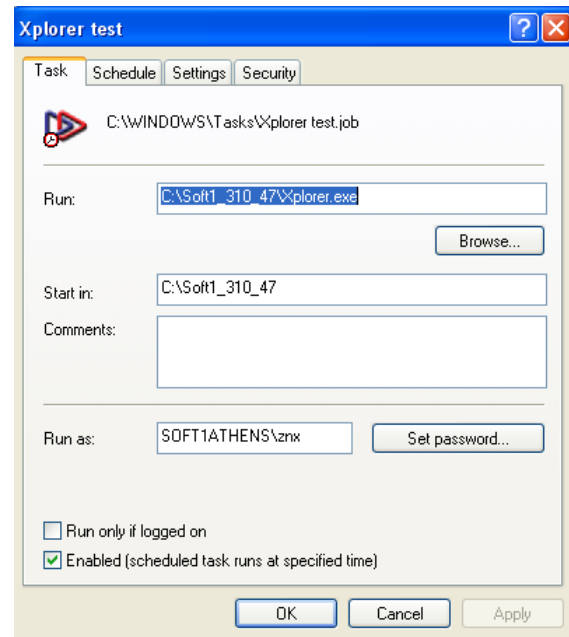 Xplorer test
Task Schedule Settings Security
C:\WINDOWS\Tasks\Xplorer test.job
Run: C:\Soft1_310_47\Xplorer.exe
Browse...
Start in: C:\Soft1_310_47
Comments:
Run as: SOFT1ATHENS\znx Set password...
Run only if logged on
Enabled (scheduled task runs at specified time)
OK Cancel Apply